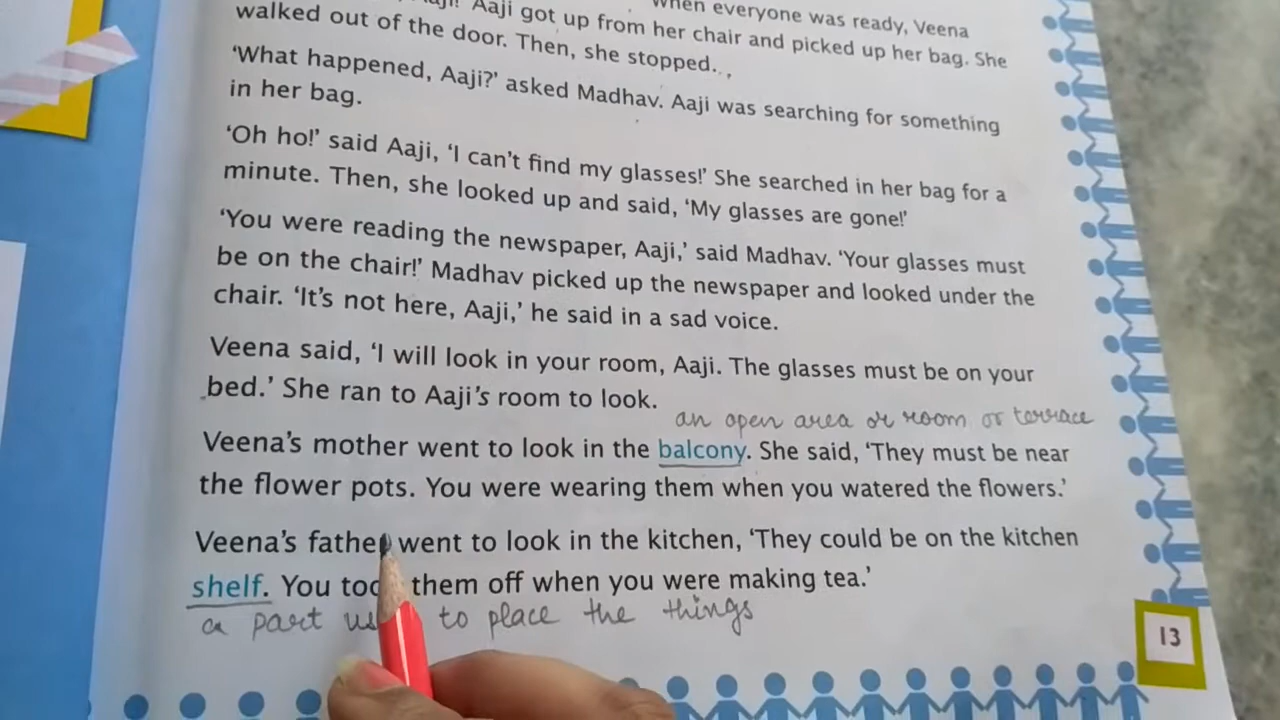 Aaji! Aaji got up from her chair and picked up her bag. She
When everyone was ready, Veena
walked out of the door. Then, she stopped.
'What happened, Aaji?' asked Madhav. Aaji was searching for something
in her bag.
'Oh ho!' said Aaji, 'I can't find my glasses!' She searched in her bag for a
minute. Then, she looked up and said, 'My glasses are gone!'
'You were reading the newspaper, Aaji,' said Madhav. 'Your glasses must
be on the chair!' Madhav picked up the newspaper and looked under the
chair. 'It's not here, Aaji,' he said in a sad voice.
Veena said, 'I will look in your room, Aaji. The glasses must be on your
bed.' She ran to Aaji's room to look.
an open area or room or terrace
Veena's mother went to look in the balcony. She said, 'They must be near
the flower pots. You were wearing them when you watered the flowers.'
Veena's father went to look in the kitchen, 'They could be on the kitchen
shelf. You took them off when you were making tea.'
a part to place the things
13